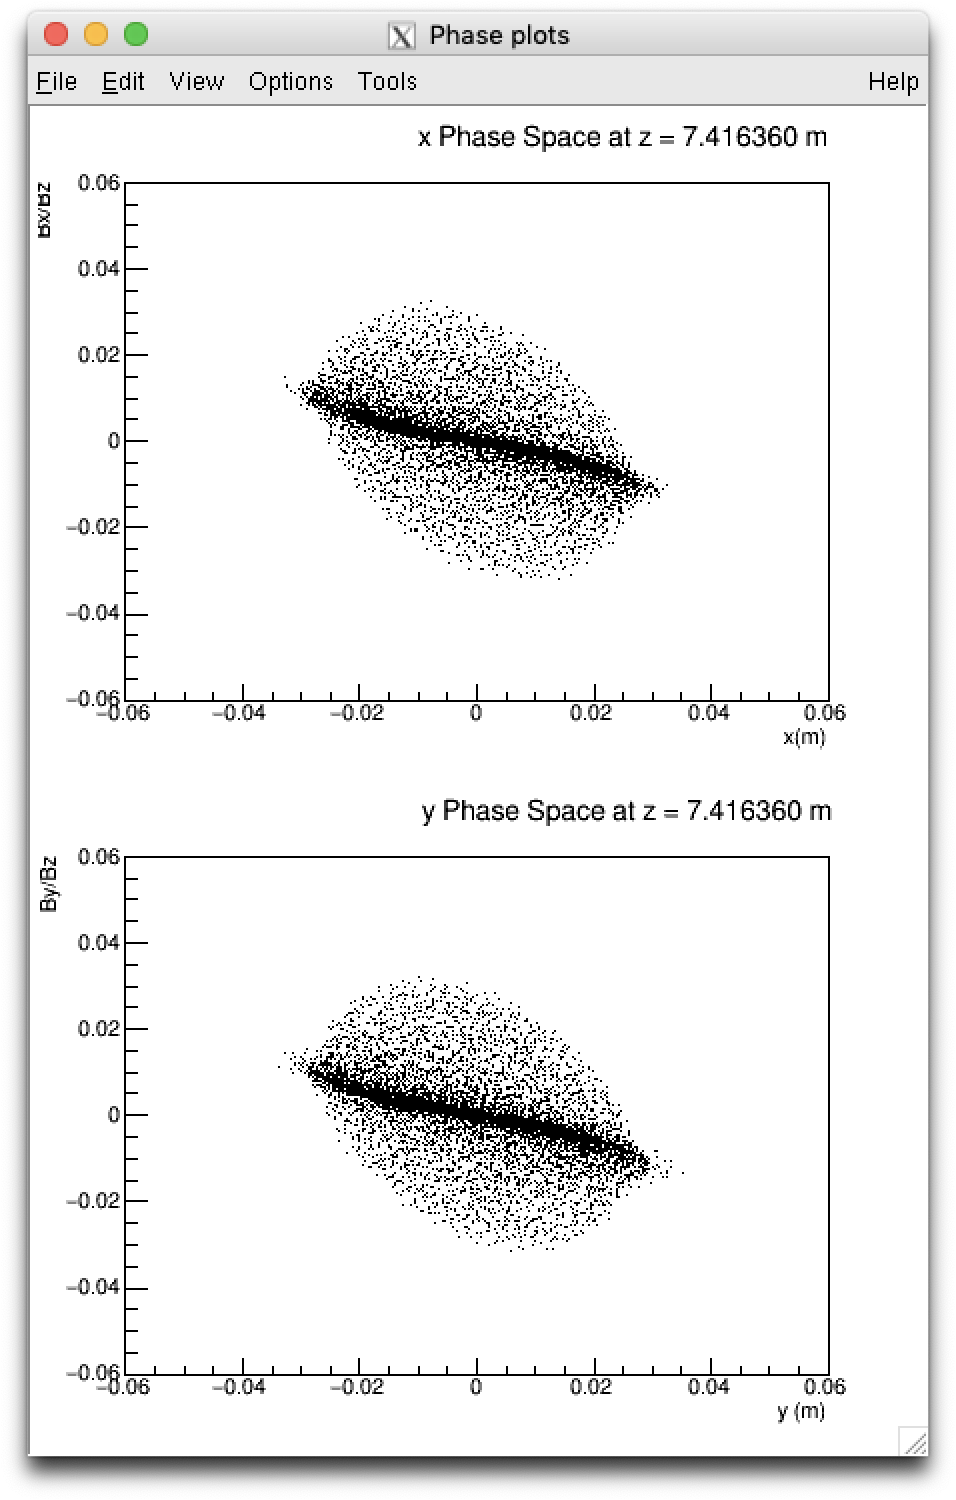 Phase plots
File Edit View Options Tools Help
x Phase Space at z = 7.416360 m
Bx/Bz
0.06
0.04
0.02
0
−0.02
−0.04
−0.06
−0.06 −0.04 −0.02 0 0.02 0.04 0.06
x(m)
y Phase Space at z = 7.416360 m
By/Bz
0.06
0.04
0.02
0
−0.02
−0.04
−0.06
−0.06 −0.04 −0.02 0 0.02 0.04 0.06
y (m)